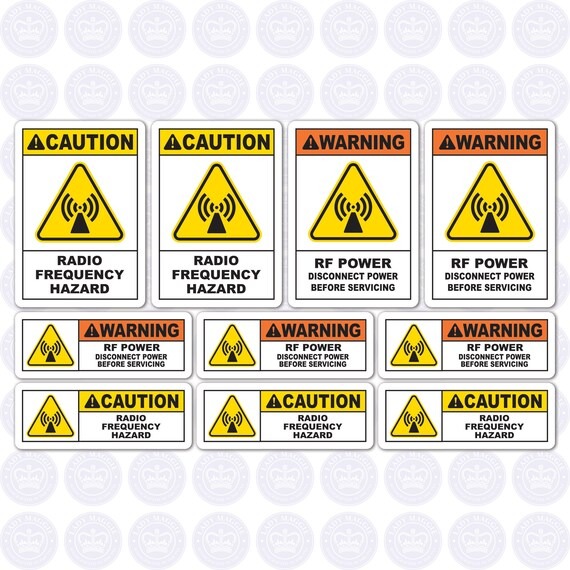 CAUTION
RADIO
FREQUENCY
HAZARD
CAUTION
RADIO
FREQUENCY
HAZARD
WARNING
RF POWER
DISCONNECT POWER
BEFORE SERVICING
WARNING
RF POWER
DISCONNECT POWER
BEFORE SERVICING
WARNING
RF POWER
DISCONNECT POWER
BEFORE SERVICING
WARNING
RF POWER
DISCONNECT POWER
BEFORE SERVICING
WARNING
RF POWER
DISCONNECT POWER
BEFORE SERVICING
CAUTION
RADIO
FREQUENCY
HAZARD
CAUTION
RADIO
FREQUENCY
HAZARD
CAUTION
RADIO
FREQUENCY
HAZARD